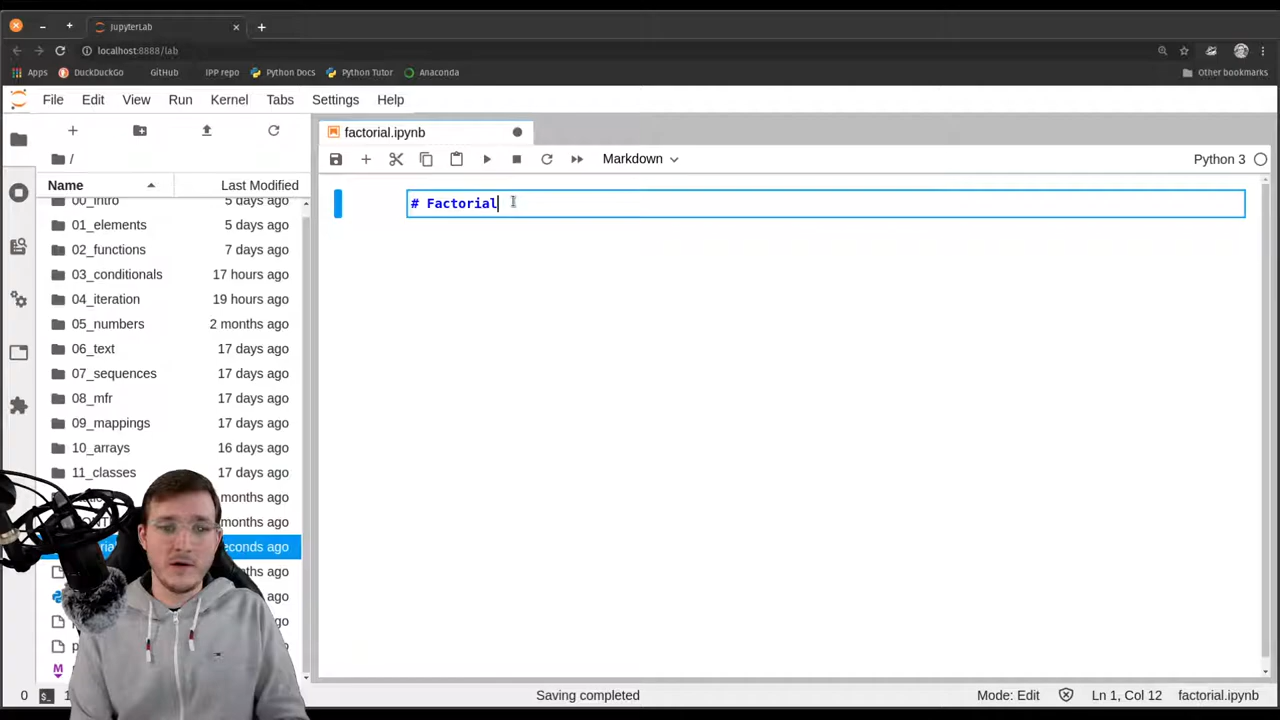 JupyterLab
localhost:8888/lab
Apps DuckDuckGo GitHub IPP repo Python Docs Python Tutor Anaconda Other bookmarks
File Edit View Run Kernel Tabs Settings Help
factorial.ipynb
/
Markdown
Python 3
Name Last Modified
00_intro 5 days ago
01_elements 5 days ago
02_functions 7 days ago
03_conditionals 17 hours ago
04_iteration 19 hours ago
05_numbers 2 months ago
06_text 17 days ago
07_sequences 17 days ago
08_mfr 17 days ago
09_mappings 17 days ago
10_arrays 16 days ago
11_classes 17 days ago
months ago
months ago
seconds ago
ago
ago
ago
ago
# Factorial
0
Saving completed
Mode: Edit
Ln 1, Col 12
factorial.ipynb